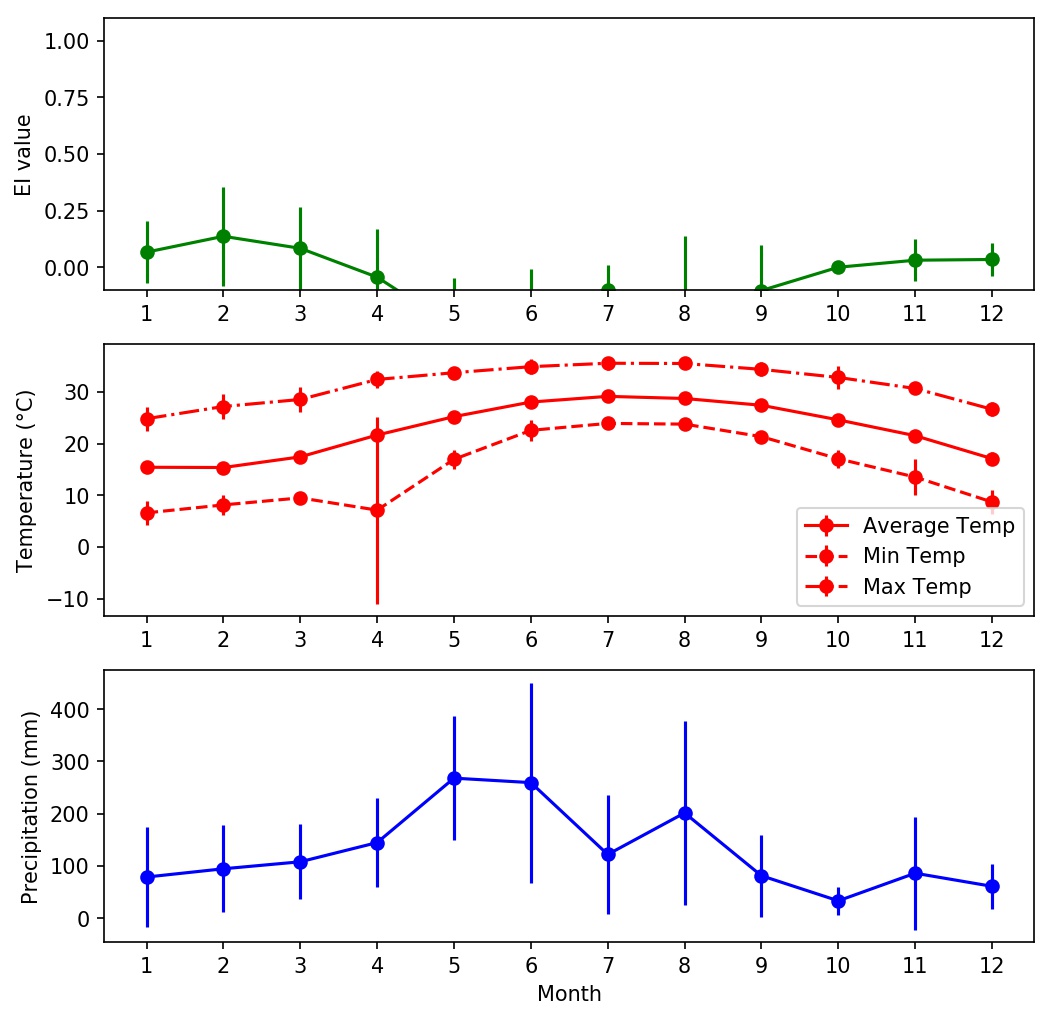 EI value
1.00
0.75
0.50
0.25
0.00
1 2 3 4 5 6 7 8 9 10 11 12
Temperature (°C)
30
20
10
0
−10
Average Temp
Min Temp
Max Temp
1 2 3 4 5 6 7 8 9 10 11 12
Precipitation (mm)
400
300
200
100
0
1 2 3 4 5 6 7 8 9 10 11 12
Month